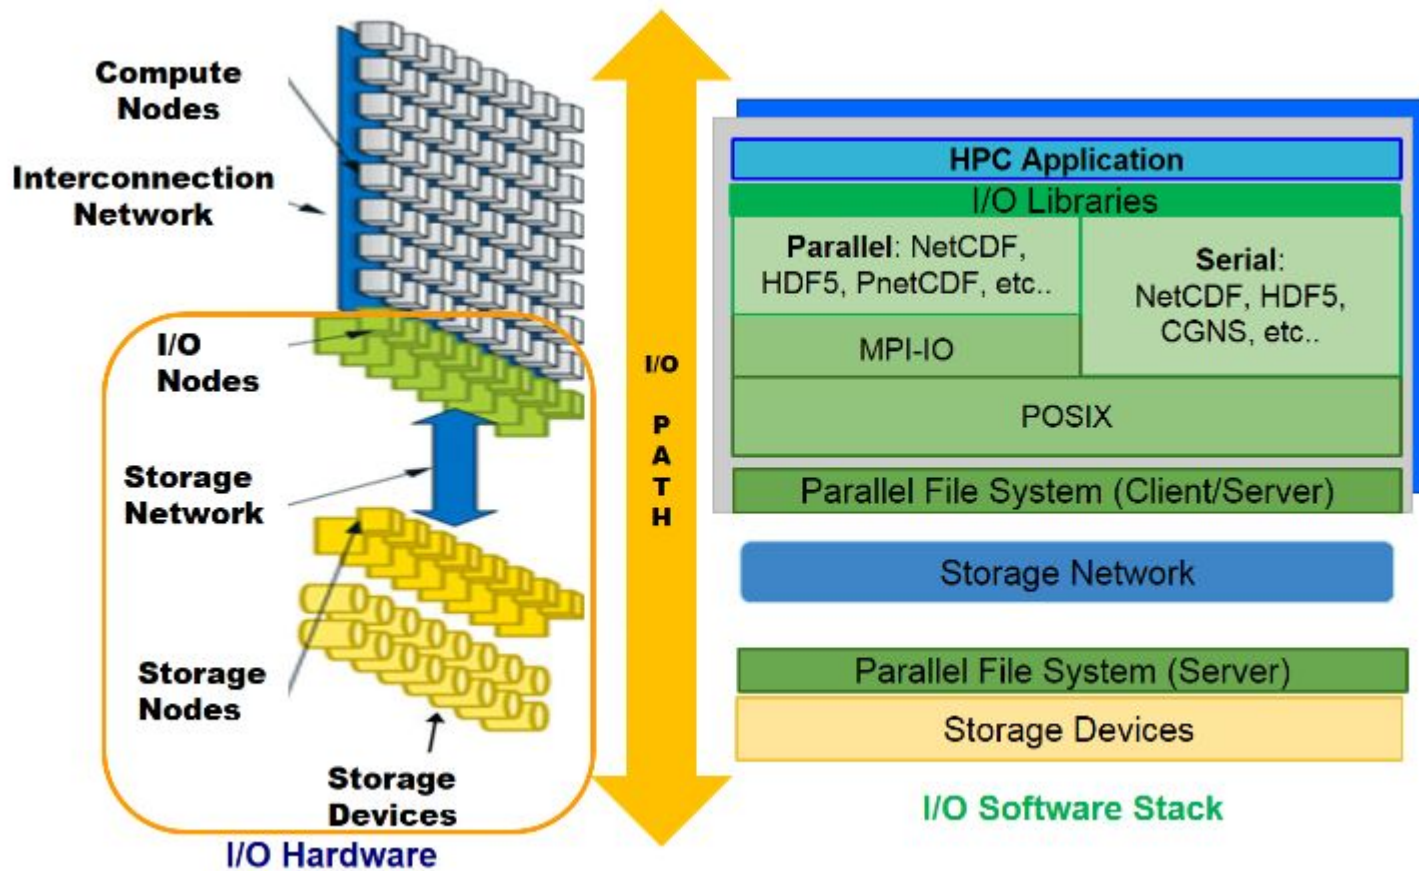 Compute
Nodes
Interconnection
Network
I/O
Nodes
Storage
Network
Storage
Nodes
Storage
Devices
I/O Hardware
I/O
P
A
T
H
HPC Application
I/O Libraries
Parallel: NetCDF,
HDF5, PnetCDF, etc..
MPI-IO
Serial:
NetCDF, HDF5,
CGNS, etc..
POSIX
Parallel File System (Client/Server)
Storage Network
Parallel File System (Server)
Storage Devices
I/O Software Stack